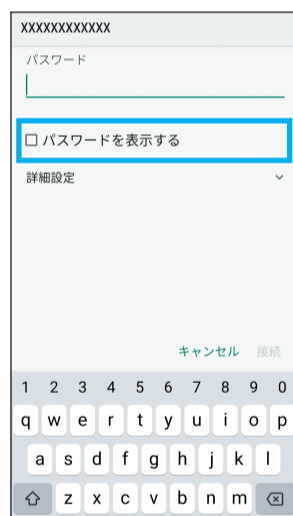 XXXXXXXXXXXX
パスワード
パスワードを表示する
詳細設定
キャンセル 接続
1 2 3 4 5 6 7 8 9 0
q w e r t y u i o p
a s d f g h j k l
z x c v b n m